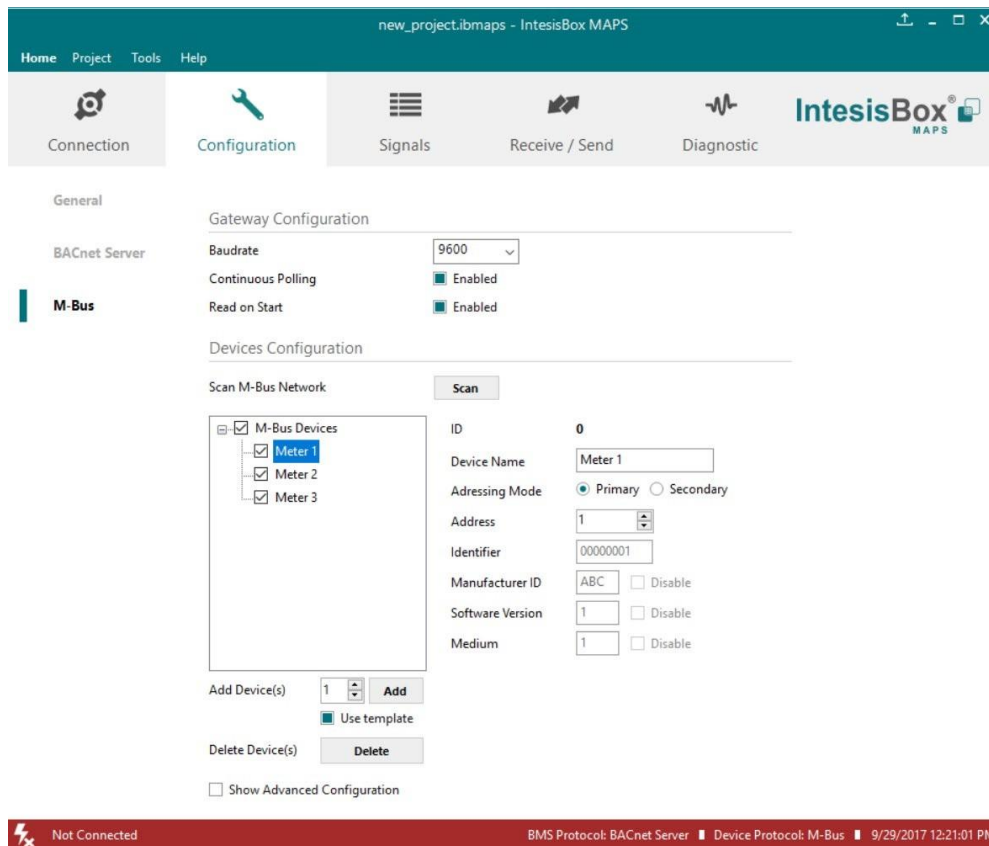 new_project.ibmaps - IntesisBox MAPS
Home Project Tools Help
Connection Configuration Signals Receive / Send Diagnostic
IntesisBox®
MAPS
General
BACnet Server
M-Bus
Gateway Configuration
Baudrate 9600
Continuous Polling Enabled
Read on Start Enabled
Devices Configuration
Scan M-Bus Network Scan
M-Bus Devices
Meter 1
Meter 2
Meter 3
ID 0
Device Name Meter 1
Adressing Mode Primary Secondary
Address 1
Identifier 00000001
Manufacturer ID ABC Disable
Software Version 1 Disable
Medium 1 Disable
Add Device(s) 1 Add
Use template
Delete Device(s) Delete
Show Advanced Configuration
Not Connected BMS Protocol: BACnet Server Device Protocol: M-Bus 9/29/2017 12:21:01 PM